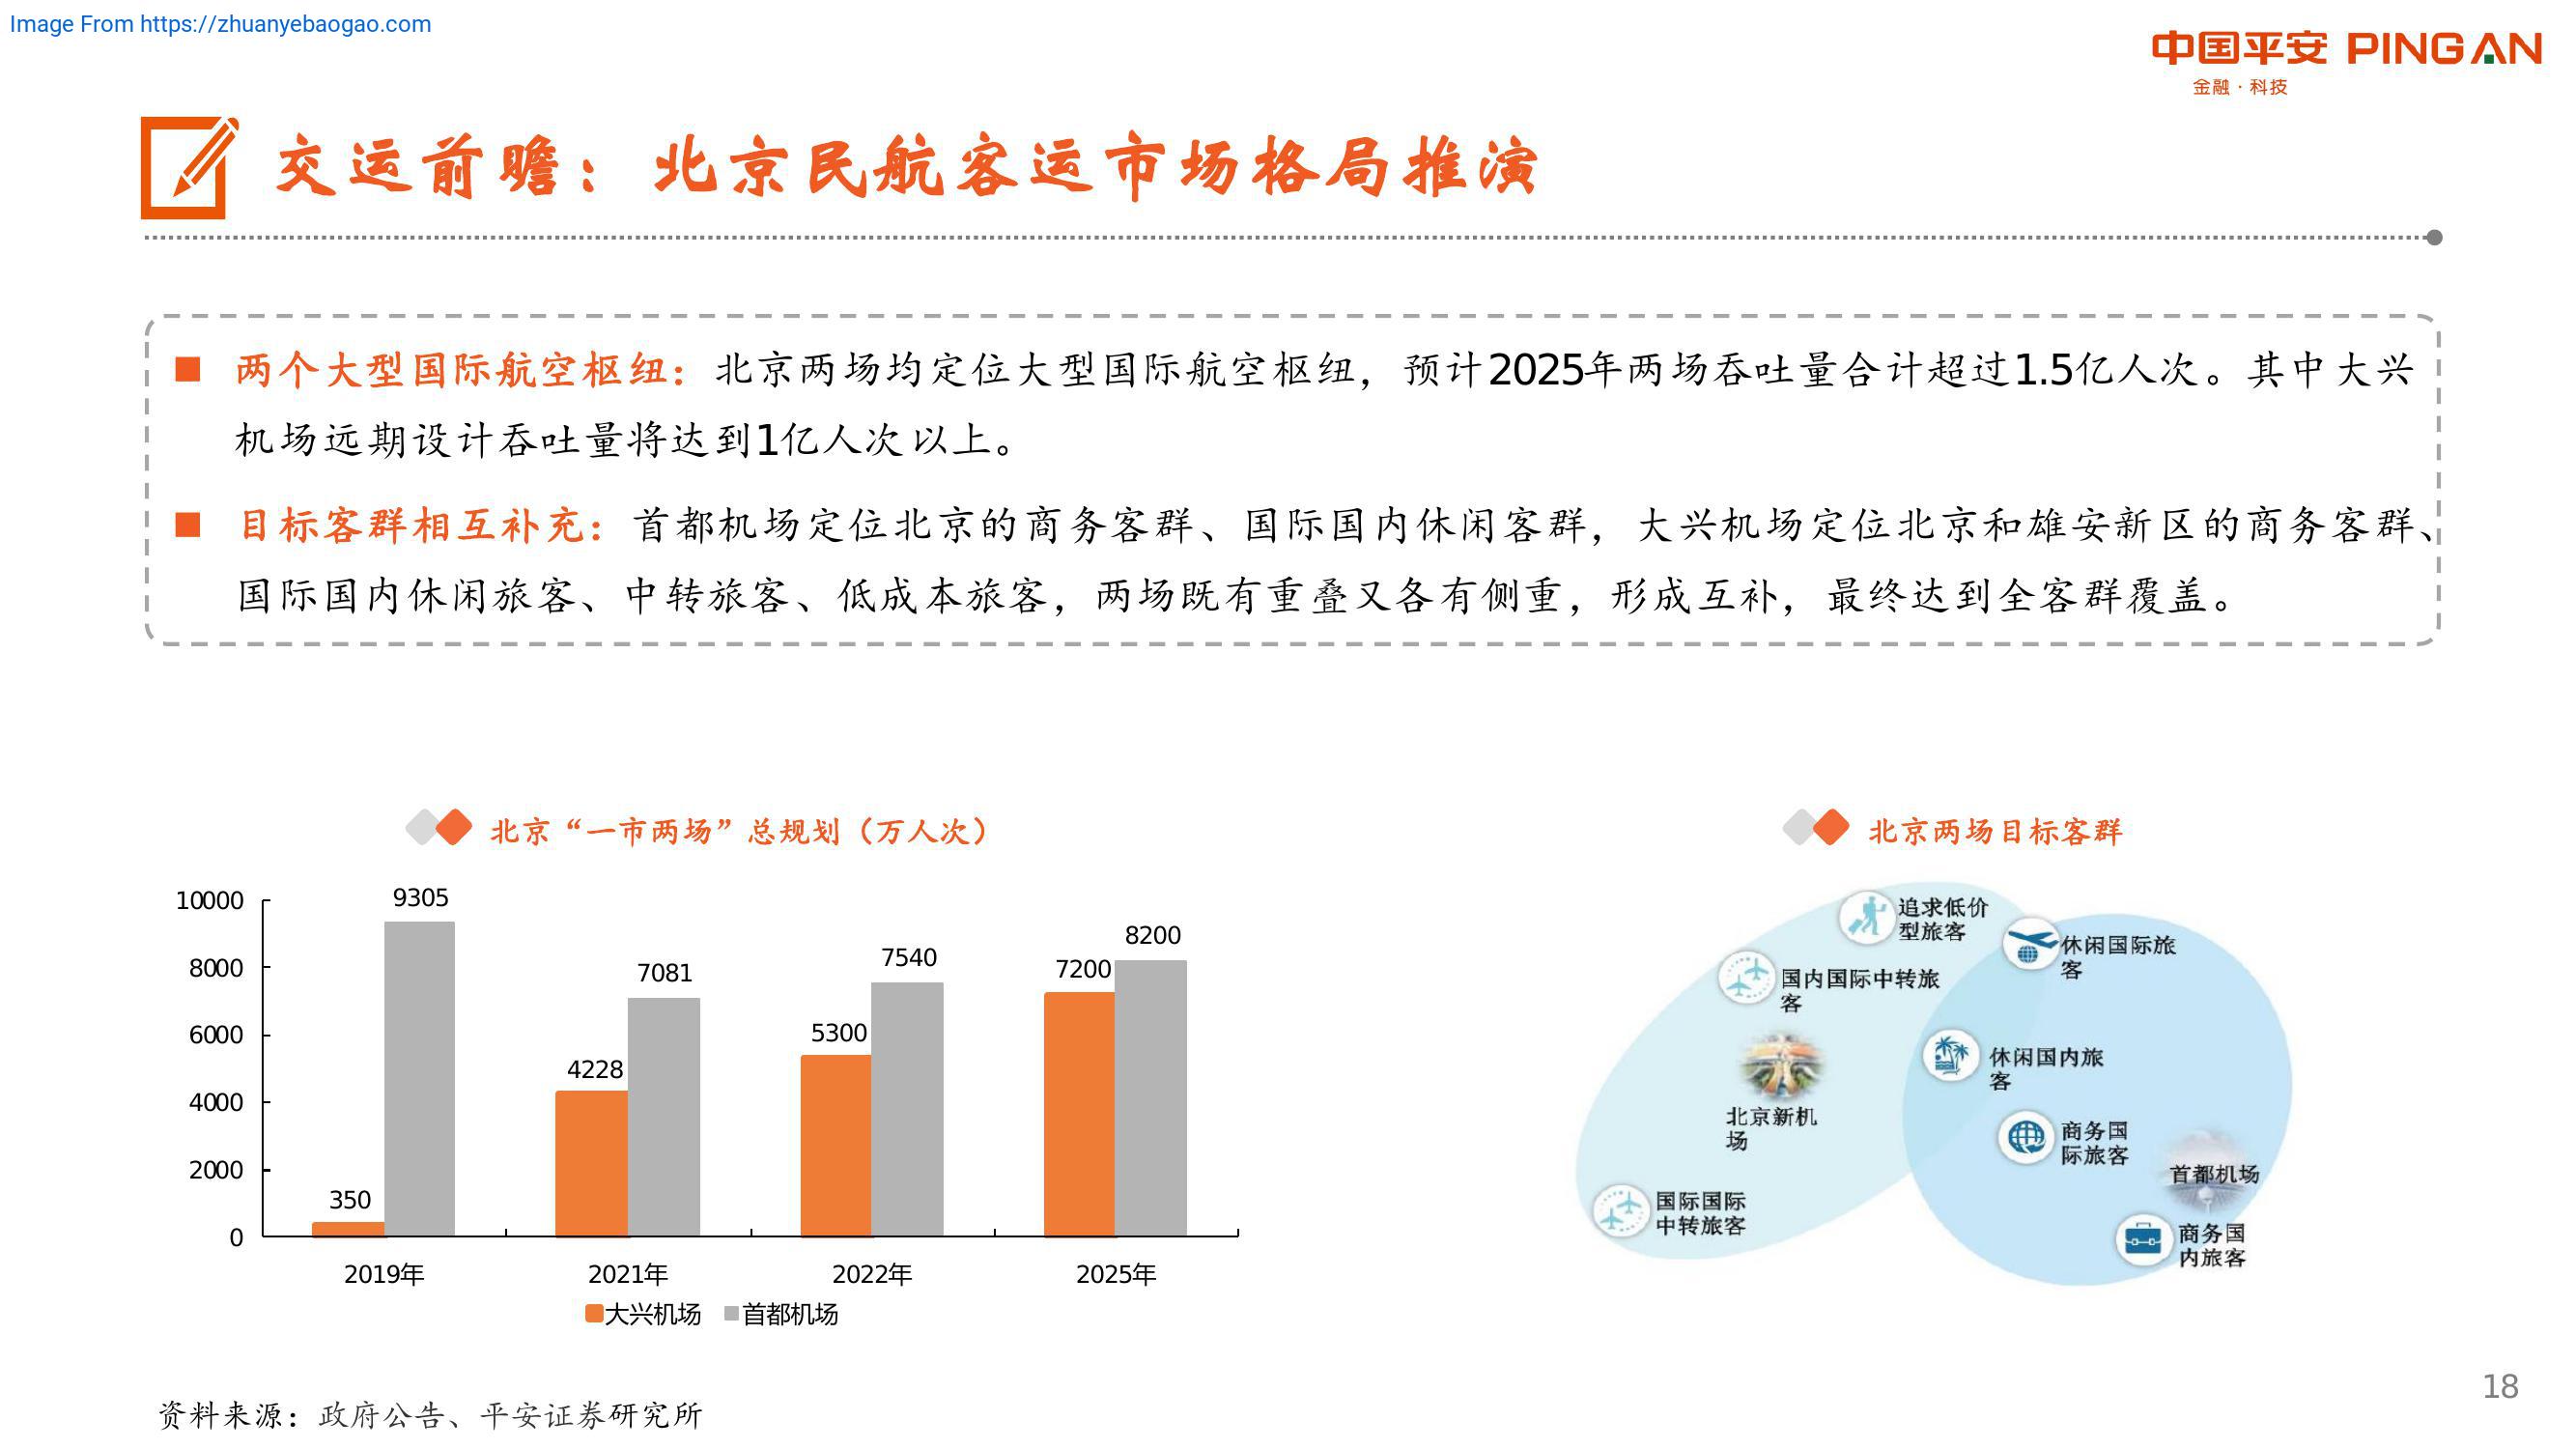 Image From https://zhuanyebaogao.com
中国平安 PINGAN
金融·科技
交运前瞻：北京民航客运市场格局推演
■ 两个大型国际航空枢纽：北京两场均定位大型国际航空枢纽，预计2025年两场吞吐量合计超过1.5亿人次。其中大兴
机场远期设计吞吐量将达到1亿人次以上。
■ 目标客群相互补充：首都机场定位北京的商务客群、国际国内休闲客群，大兴机场定位北京和雄安新区的商务客群、
国际国内休闲旅客、中转旅客、低成本旅客，两场既有重叠又各有侧重，形成互补，最终达到全客群覆盖。
北京“一市两场”总规划（万人次）
10000
8000
6000
4000
2000
0
350
9305
4228
7081
5300
7540
7200
8200
2019年
2021年
2022年
2025年
大兴机场
首都机场
北京两场目标客群
追求低价
型旅客
休闲国际旅
客
国内国际中转旅
客
休闲国内旅
客
北京新机
场
商务国
际旅客
首都机场
国际国际
中转旅客
商务国
内旅客
资料来源：政府公告、平安证券研究所
18